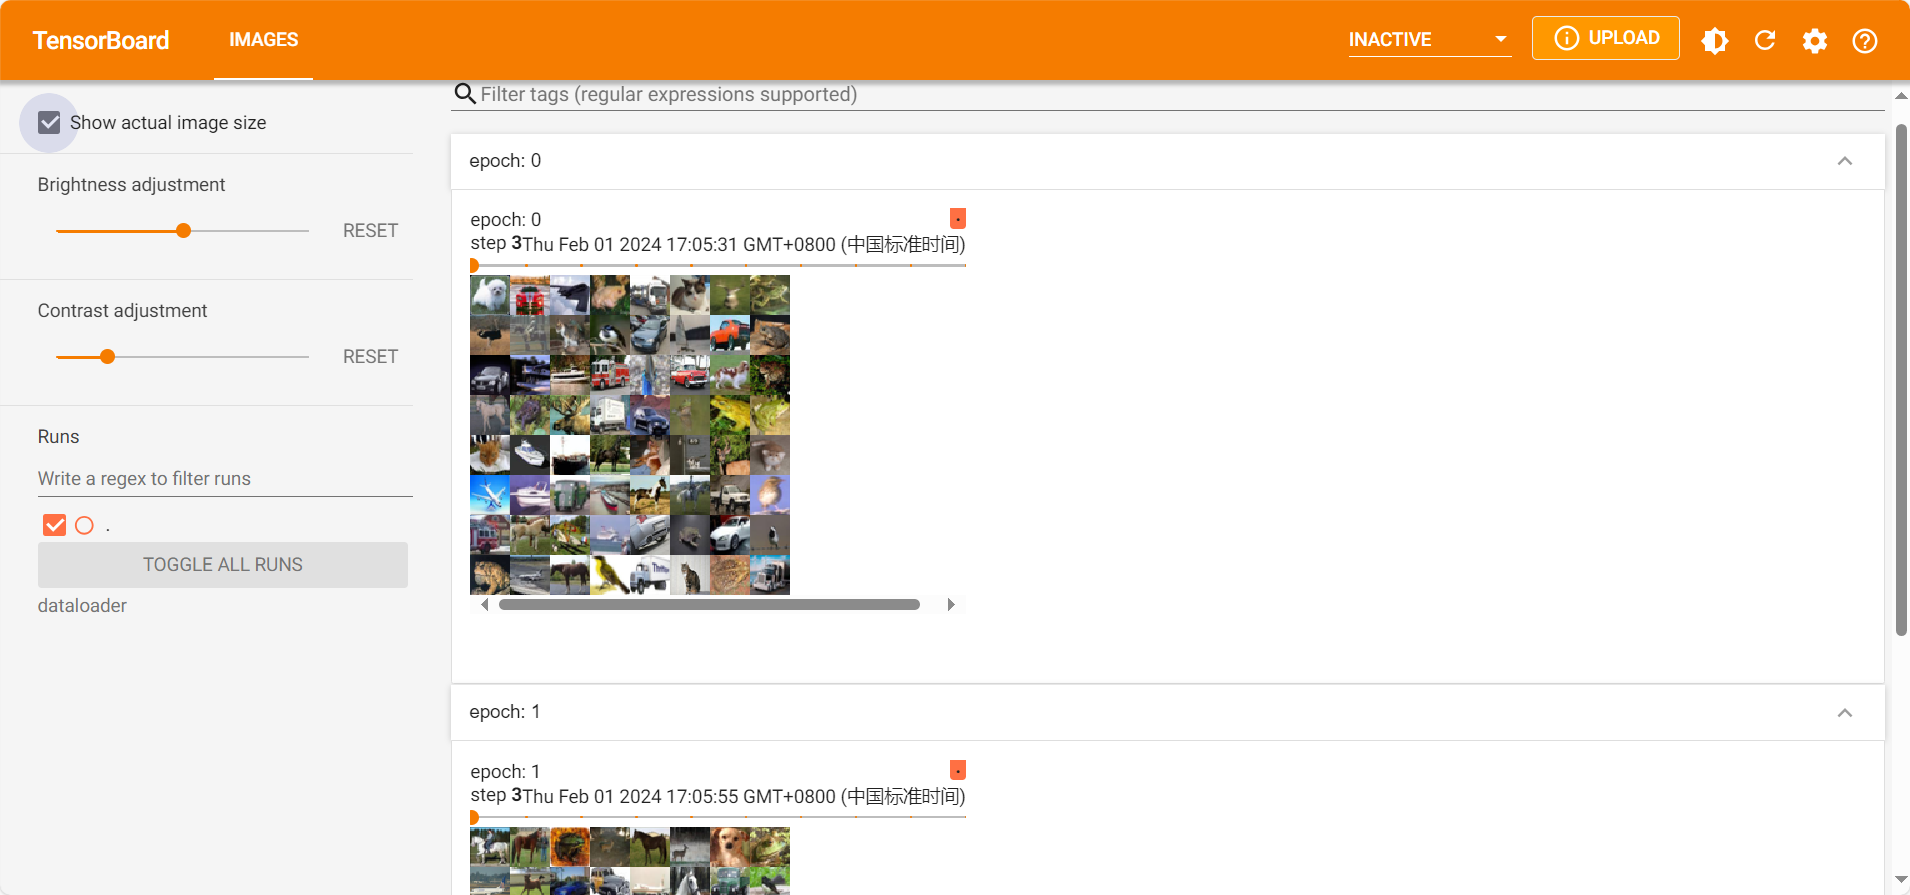 TensorBoard
IMAGES
INACTIVE
UPLOAD
Show actual image size
Brightness adjustment
RESET
Contrast adjustment
RESET
Runs
Write a regex to filter runs
.
TOGGLE ALL RUNS
dataloader
Filter tags (regular expressions supported)
epoch: 0
epoch: 0
.
step 3Thu Feb 01 2024 17:05:31 GMT+0800 (中国标准时间)
epoch: 1
epoch: 1
.
step 3Thu Feb 01 2024 17:05:55 GMT+0800 (中国标准时间)